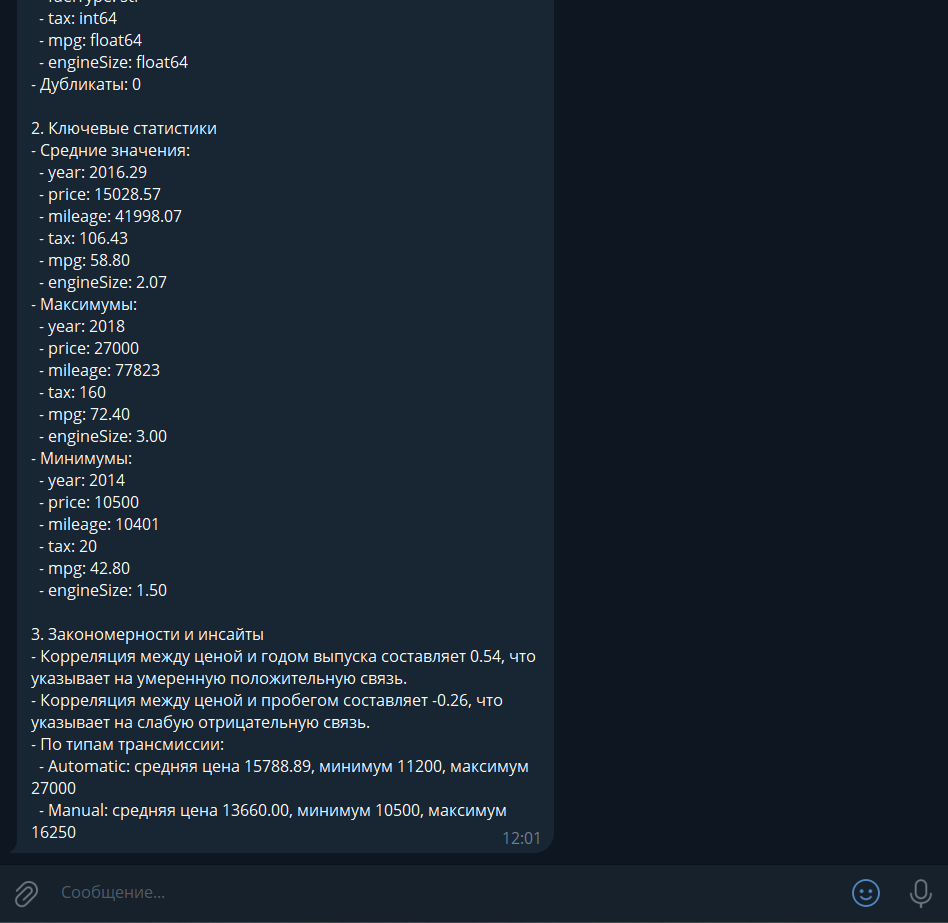 - tax: int64
- mpg: float64
- engineSize: float64
- Дубликаты: 0
2. Ключевые статистики
- Средние значения:
- year: 2016.29
- price: 15028.57
- mileage: 41998.07
- tax: 106.43
- mpg: 58.80
- engineSize: 2.07
- Максимумы:
- year: 2018
- price: 27000
- mileage: 77823
- tax: 160
- mpg: 72.40
- engineSize: 3.00
- Минимумы:
- year: 2014
- price: 10500
- mileage: 10401
- tax: 20
- mpg: 42.80
- engineSize: 1.50
3. Закономерности и инсайты
- Корреляция между ценой и годом выпуска составляет 0.54, что
указывает на умеренную положительную связь.
- Корреляция между ценой и пробегом составляет -0.26, что
указывает на слабую отрицательную связь.
- По типам трансмиссии:
- Automatic: средняя цена 15788.89, минимум 11200, максимум
27000
- Manual: средняя цена 13660.00, минимум 10500, максимум
16250
12:01
Сообщение...